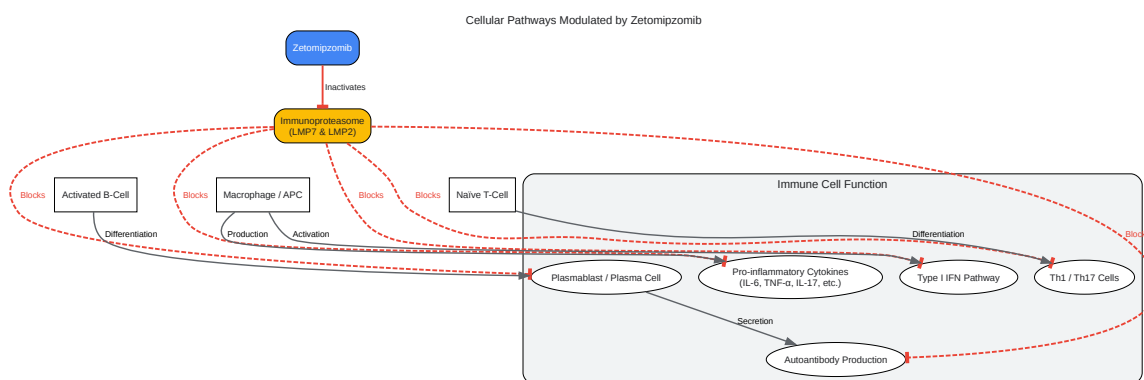 Cellular Pathways Modulated by Zetomipzomib
Zetomipzomib
Inactivates
Immunoproteasome
(LMP7 & LMP2)
Blocks
Activated B-Cell
Blocks
Macrophage / APC
Blocks
Blocks
Naïve T-Cell
Immune Cell Function
Differentiation
Production
Activation
Differentiation
Bloc
Plasmablast / Plasma Cell
Pro-inflammatory Cytokines
(IL-6, TNF-α, IL-17, etc.)
Type I IFN Pathway
Th1 / Th17 Cells
Secretion
Autoantibody Production